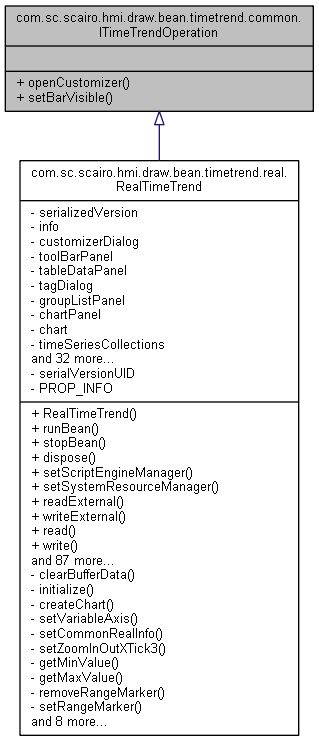 com.sc.scairo.hmi.draw.bean.timetrend.common.
ITimeTrendOperation
+ openCustomizer()
+ setBarVisible()
com.sc.scairo.hmi.draw.bean.timetrend.real.
RealTimeTrend
- serializedVersion
- info
- customizerDialog
- toolBarPanel
- tableDataPanel
- tagDialog
- groupListPanel
- chartPanel
- chart
- timeSeriesCollections
and 32 more...
- serialVersionUID
- PROP_INFO
+ RealTimeTrend()
+ runBean()
+ stopBean()
+ dispose()
+ setScriptEngineManager()
+ setSystemResourceManager()
+ readExternal()
+ writeExternal()
+ read()
+ write()
and 87 more...
- clearBufferData()
- initialize()
- createChart()
- setVariableAxis()
- setCommonRealInfo()
- setZoomInOutXTick3()
- getMinValue()
- getMaxValue()
- removeRangeMarker()
- setRangeMarker()
and 8 more...